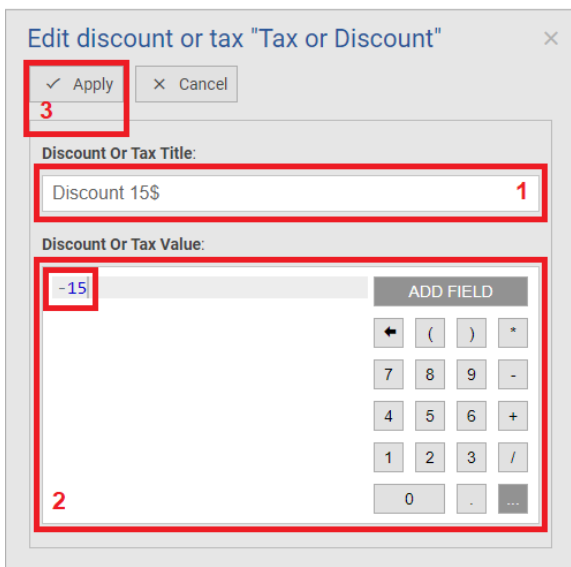 Edit discount or tax "Tax or Discount" ×
✓ Apply × Cancel
3
Discount Or Tax Title:
Discount 15$ 1
Discount Or Tax Value:
-15 ADD FIELD
( ) *
7 8 9 -
4 5 6 +
1 2 3 /
2 0 . ...